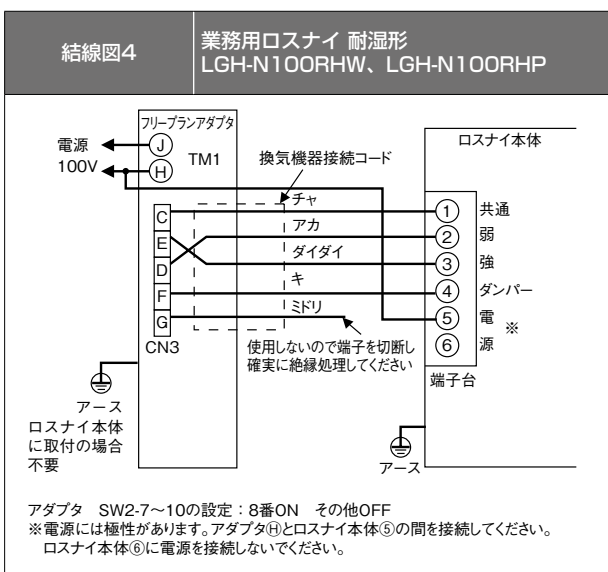 結線図4
業務用ロスナイ 耐湿形
LGH-N100RHW、LGH-N100RHP
フリープランアダプタ
電源
100V
J
H
TM1
換気機器接続コード
ロスナイ本体
C
E
D
F
G
CN3
チャ
アカ
ダイダイ
キ
ミドリ
使用しないので端子を切断し
確実に絶縁処理してください
① 共通
② 弱
③ 強
④ ダンパー
⑤ 電
⑥ 源
※
端子台
アース
ロスナイ本体
に取付の場合
不要
アース
アダプタ SW2-7~10の設定:8番ON その他OFF
※電源には極性があります。アダプタⒽとロスナイ本体⑤の間を接続してください。
ロスナイ本体⑥に電源を接続しないでください。